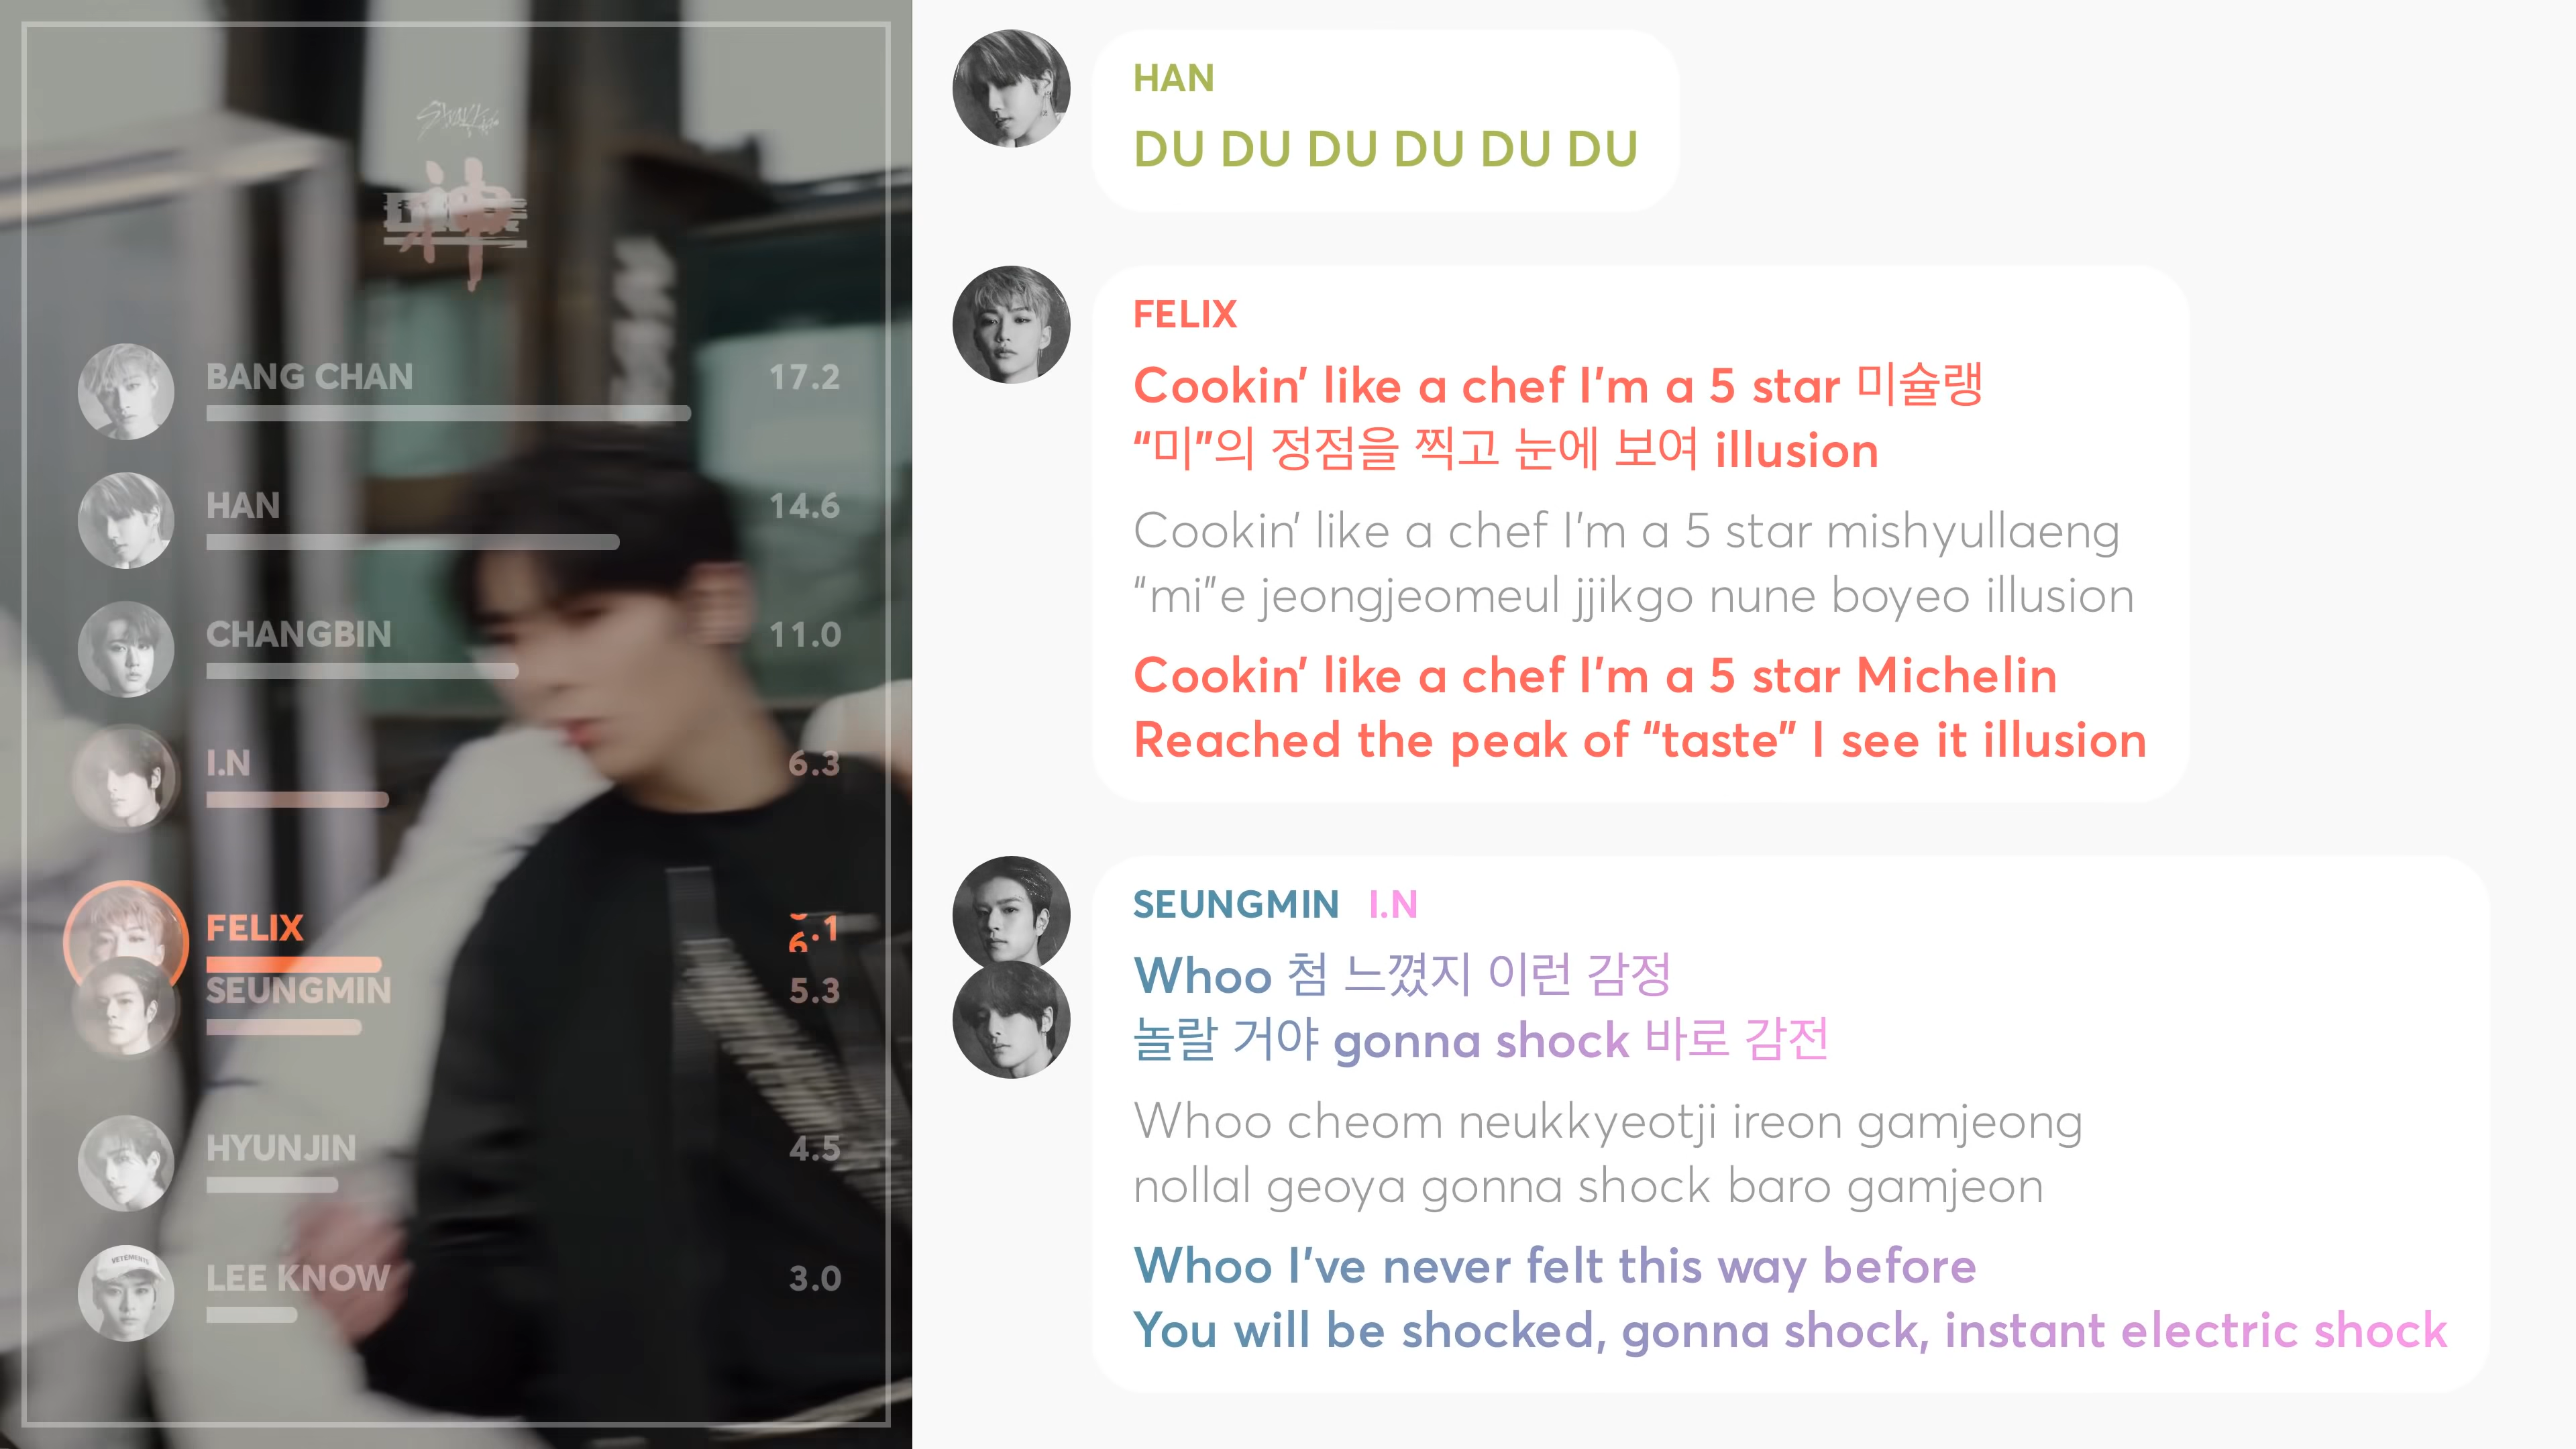 Stray Kids
神
BANG CHAN 17.2
HAN 14.6
CHANGBIN 11.0
I.N 6.3
FELIX
SEUNGMIN 5.3
HYUNJIN 4.5
VETEMENTS
LEE KNOW 3.0
HAN
DU DU DU DU DU DU
FELIX
Cookin’ like a chef I’m a 5 star 미슐랭
“미”의 정점을 찍고 눈에 보여 illusion
Cookin’ like a chef I’m a 5 star mishyullaeng
“mi”e jeongjeomeul jjikgo nune boyeo illusion
Cookin’ like a chef I’m a 5 star Michelin
Reached the peak of “taste” I see it illusion
SEUNGMIN I.N
Whoo 첨 느꼈지 이런 감정
놀랄 거야 gonna shock 바로 감전
Whoo cheom neukkyeotji ireon gamjeong
nollal geoya gonna shock baro gamjeon
Whoo I’ve never felt this way before
You will be shocked, gonna shock, instant electric shock